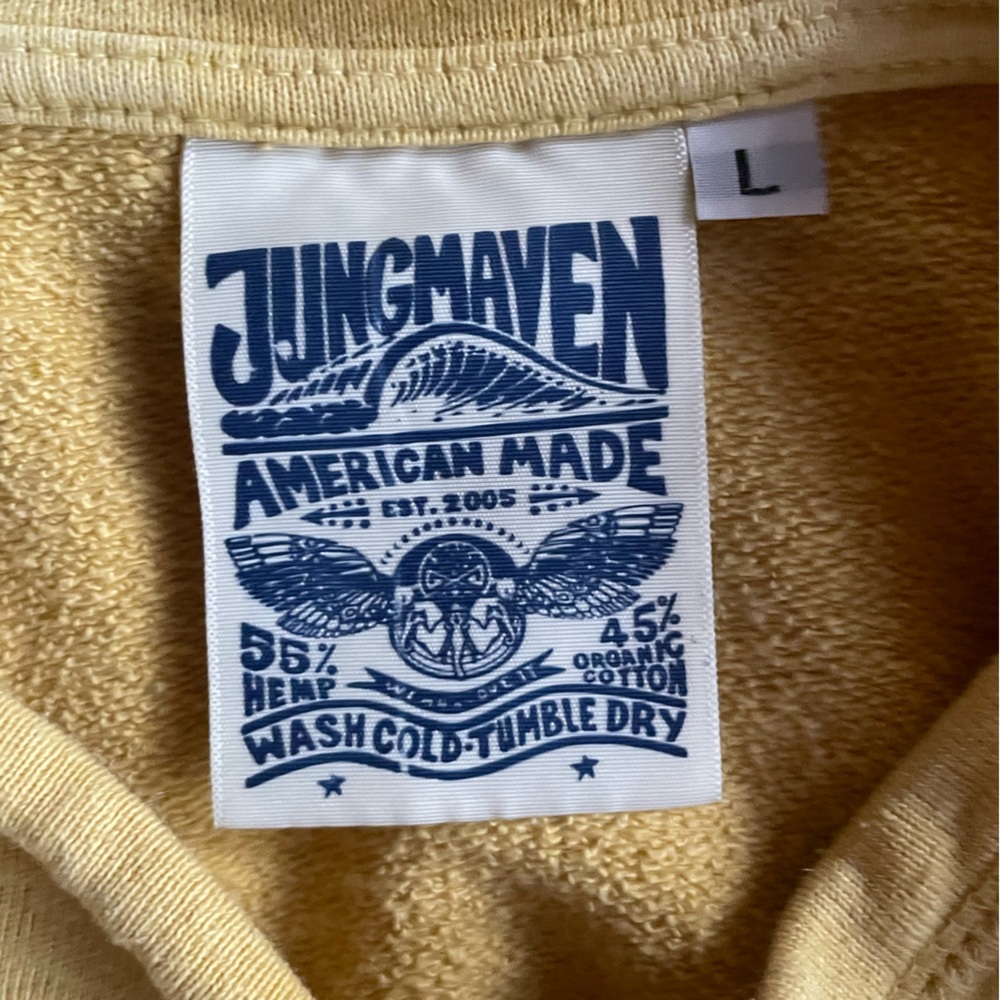 JUNGMAVEN
L
AMERICAN MADE
EST. 2005
55%
HEMP
45%
ORGANIC
COTTON
WASH COLD·TUMBLE DRY